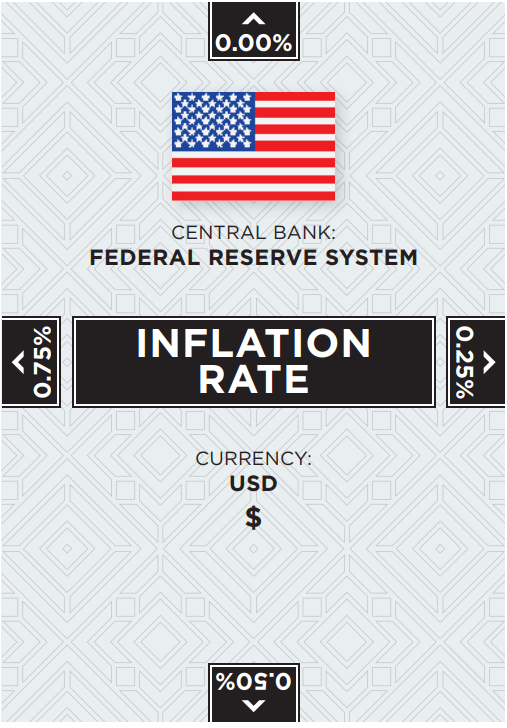 0.00%
CENTRAL BANK:
FEDERAL RESERVE SYSTEM
0.75%
INFLATION
RATE
0.25%
CURRENCY:
USD
$
0.50%